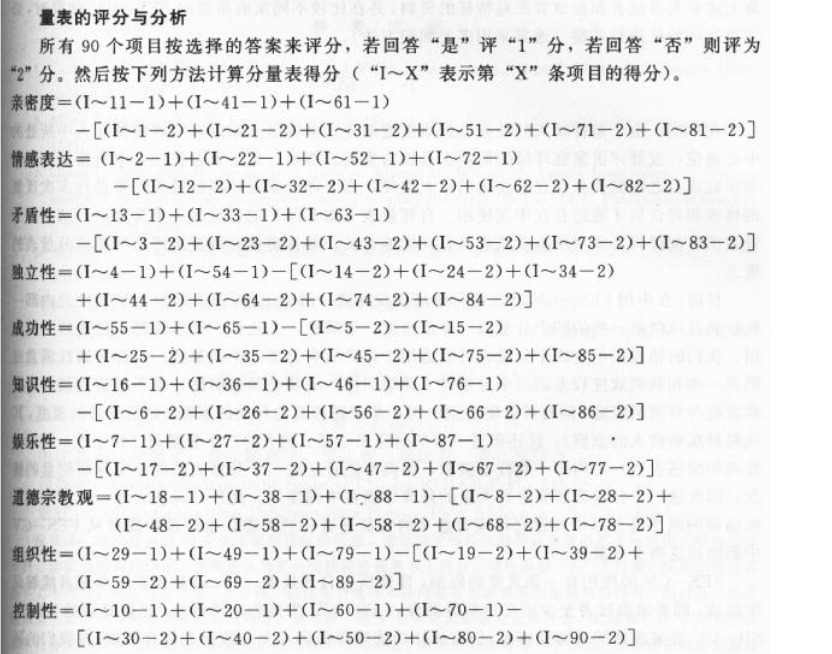 量表的评分与分析
所有 90 个项目按选择的答案来评分，若回答“是”评“1”分，若回答“否”则评为
“2”分。然后按下列方法计算分量表得分（“I～X”表示第“X”条项目的得分）。
亲密度＝(I～11－1)＋(I～41－1)＋(I～61－1)
－[(I～1－2)＋(I～21－2)＋(I～31－2)＋(I～51－2)＋(I～71－2)＋(I～81－2)]
情感表达＝(I～2－1)＋(I～22－1)＋(I～52－1)＋(I～72－1)
－[(I～12－2)＋(I～32－2)＋(I～42－2)＋(I～62－2)＋(I～82－2)]
矛盾性＝(I～13－1)＋(I～33－1)＋(I～63－1)
－[(I～3－2)＋(I～23－2)＋(I～43－2)＋(I～53－2)＋(I～73－2)＋(I～83－2)]
独立性＝(I～4－1)＋(I～54－1)－[(I～14－2)＋(I～24－2)＋(I～34－2)
＋(I～44－2)＋(I～64－2)＋(I～74－2)＋(I～84－2)]
成功性＝(I～55－1)＋(I～65－1)－[(I～5－2)＋(I～15－2)
＋(I～25－2)＋(I～35－2)＋(I～45－2)＋(I～75－2)＋(I～85－2)]
知识性＝(I～16－1)＋(I～36－1)＋(I～46－1)＋(I～76－1)
－[(I～6－2)＋(I～26－2)＋(I～56－2)＋(I～66－2)＋(I～86－2)]
娱乐性＝(I～7－1)＋(I～27－2)＋(I～57－1)＋(I～87－1)
－[(I～17－2)＋(I～37－2)＋(I～47－2)＋(I～67－2)＋(I～77－2)]
道德宗教观＝(I～18－1)＋(I～38－1)＋(I～88－1)－[(I～8－2)＋(I～28－2)＋
(I～48－2)＋(I～58－2)＋(I～58－2)＋(I～68－2)＋(I～78－2)]
组织性＝(I～29－1)＋(I～49－1)＋(I～79－1)－[(I～19－2)＋(I～39－2)＋
(I～59－2)＋(I～69－2)＋(I～89－2)]
控制性＝(I～10－1)＋(I～20－1)＋(I～60－1)＋(I～70－1)－
[(I～30－2)＋(I～40－2)＋(I～50－2)＋(I～80－2)＋(I～90－2)]